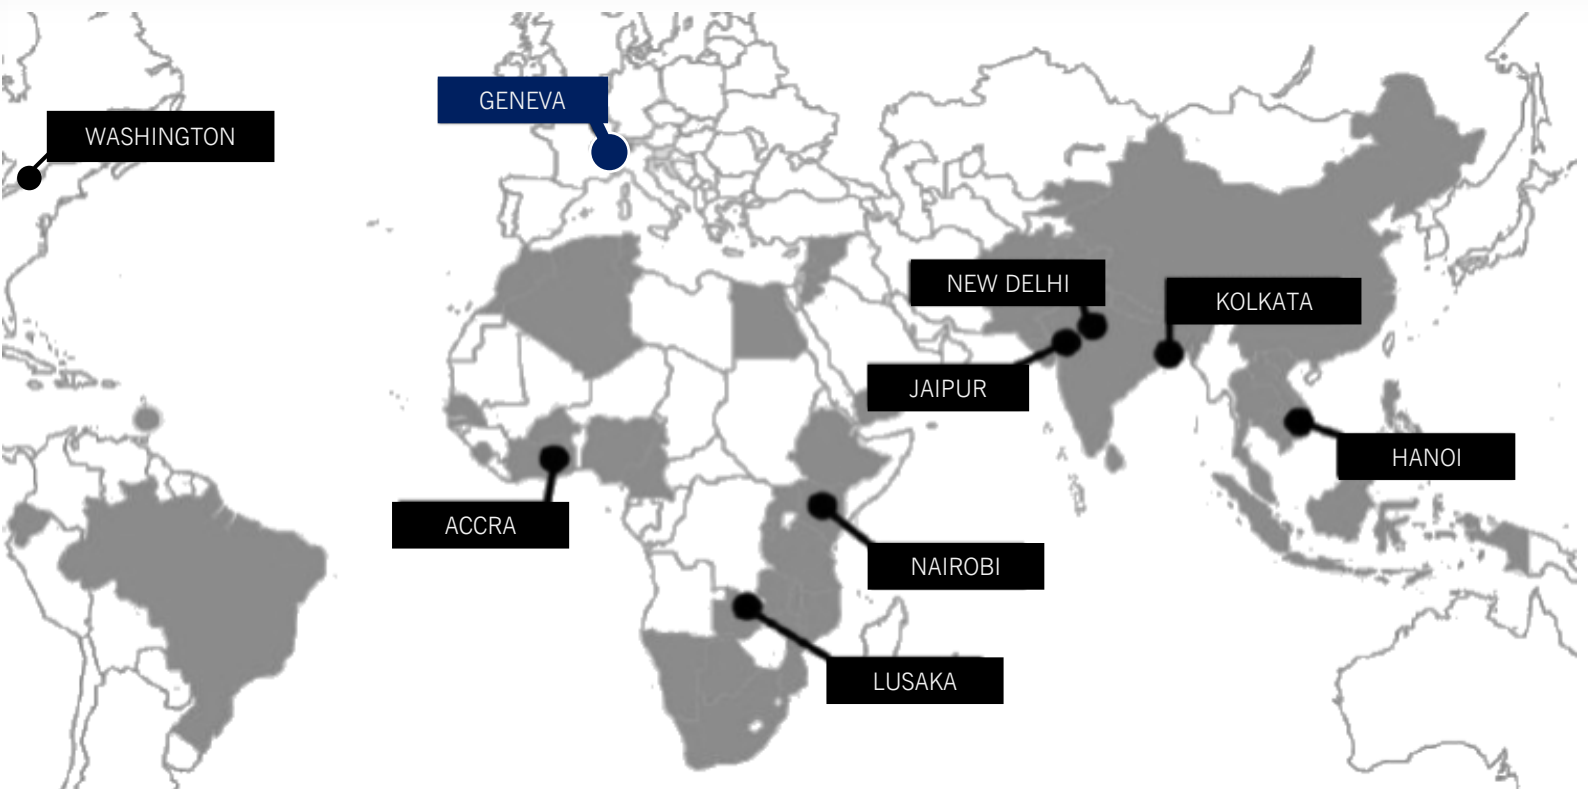 GENEVA
WASHINGTON
NEW DELHI
KOLKATA
JAIPUR
HANOI
ACCRA
NAIROBI
LUSAKA